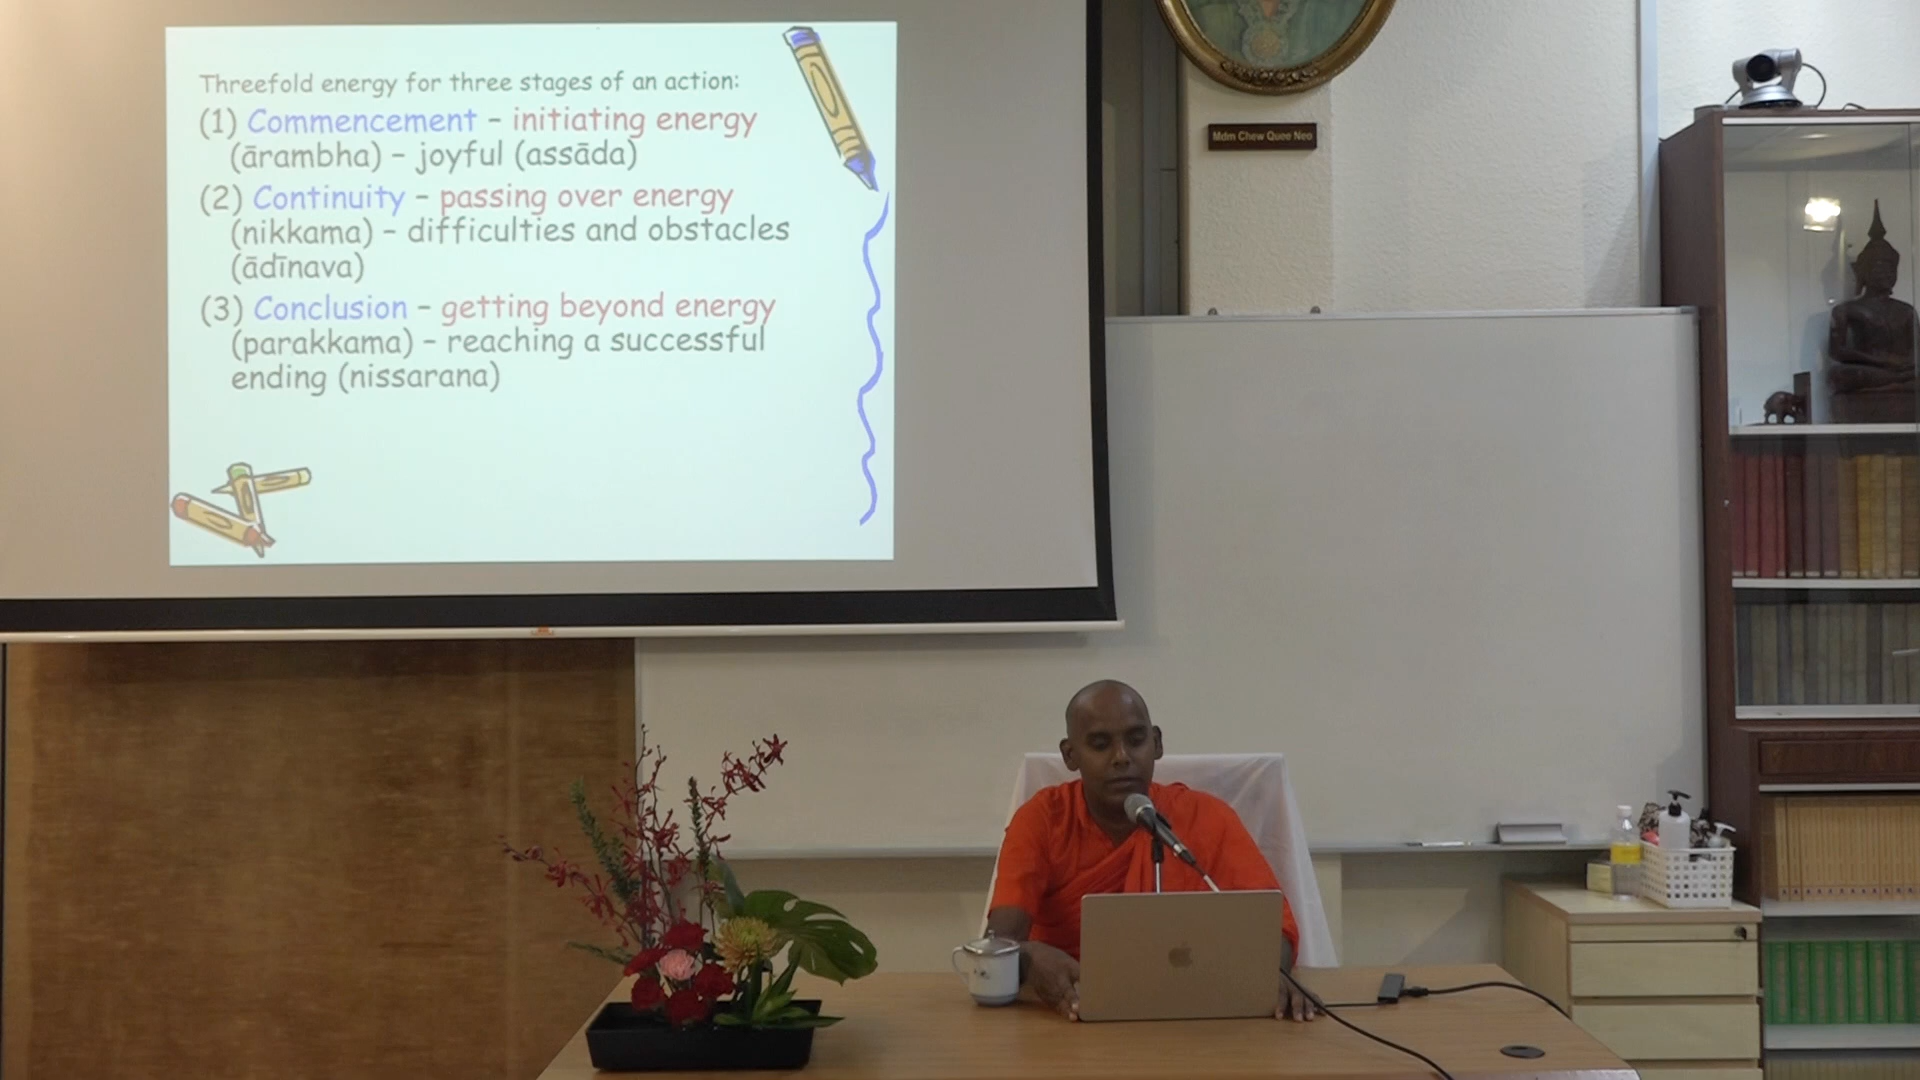 Threefold energy for three stages of an action:
(1) Commencement – initiating energy
(ārambha) – joyful (assāda)
(2) Continuity – passing over energy
(nikkama) – difficulties and obstacles
(ādīnava)
(3) Conclusion – getting beyond energy
(parakkama) – reaching a successful
ending (nissarana)
Mdm Chew Quee Neo